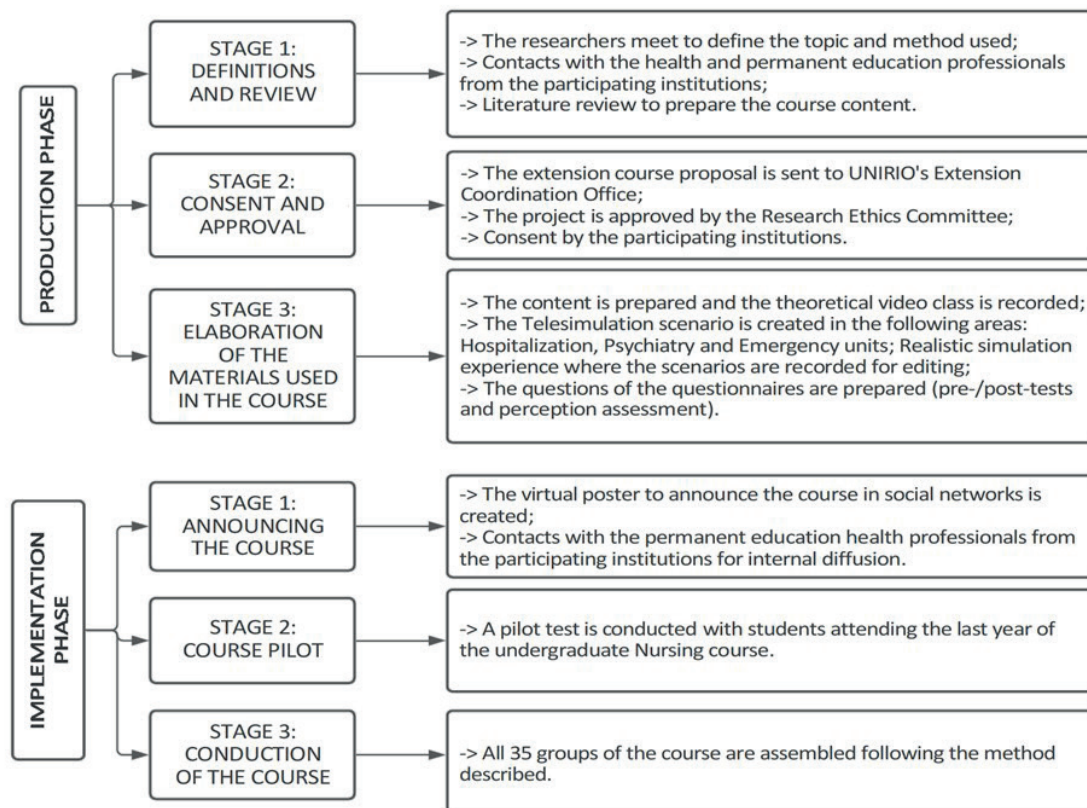 PRODUCTION PHASE
STAGE 1:
DEFINITIONS
AND REVIEW
-> The researchers meet to define the topic and method used;
-> Contacts with the health and permanent education professionals
from the participating institutions;
-> Literature review to prepare the course content.
STAGE 2:
CONSENT AND
APPROVAL
-> The extension course proposal is sent to UNIRIO's Extension
Coordination Office;
-> The project is approved by the Research Ethics Committee;
-> Consent by the participating institutions.
STAGE 3:
ELABORATION
OF THE
MATERIALS USED
IN THE COURSE
-> The content is prepared and the theoretical video class is recorded;
-> The Telesimulation scenario is created in the following areas:
Hospitalization, Psychiatry and Emergency units; Realistic simulation
experience where the scenarios are recorded for editing;
-> The questions of the questionnaires are prepared (pre-/post-tests
and perception assessment).
IMPLEMENTATION
PHASE
STAGE 1:
ANNOUNCING
THE COURSE
-> The virtual poster to announce the course in social networks is
created;
-> Contacts with the permanent education health professionals from
the participating institutions for internal diffusion.
STAGE 2:
COURSE PILOT
-> A pilot test is conducted with students attending the last year of
the undergraduate Nursing course.
STAGE 3:
CONDUCTION
OF THE COURSE
-> All 35 groups of the course are assembled following the method
described.